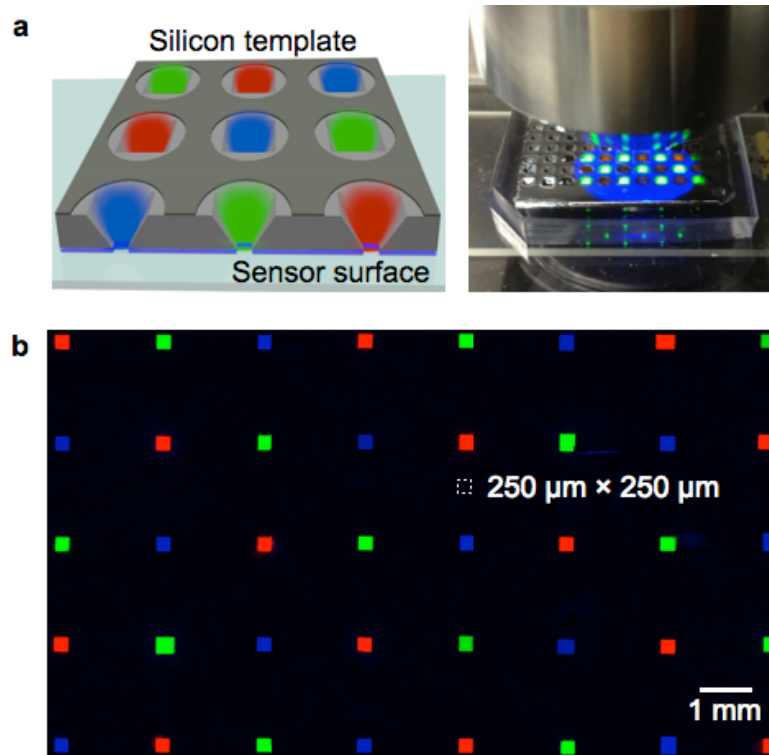 a
Silicon template
Sensor surface
b
250 µm × 250 µm
1 mm